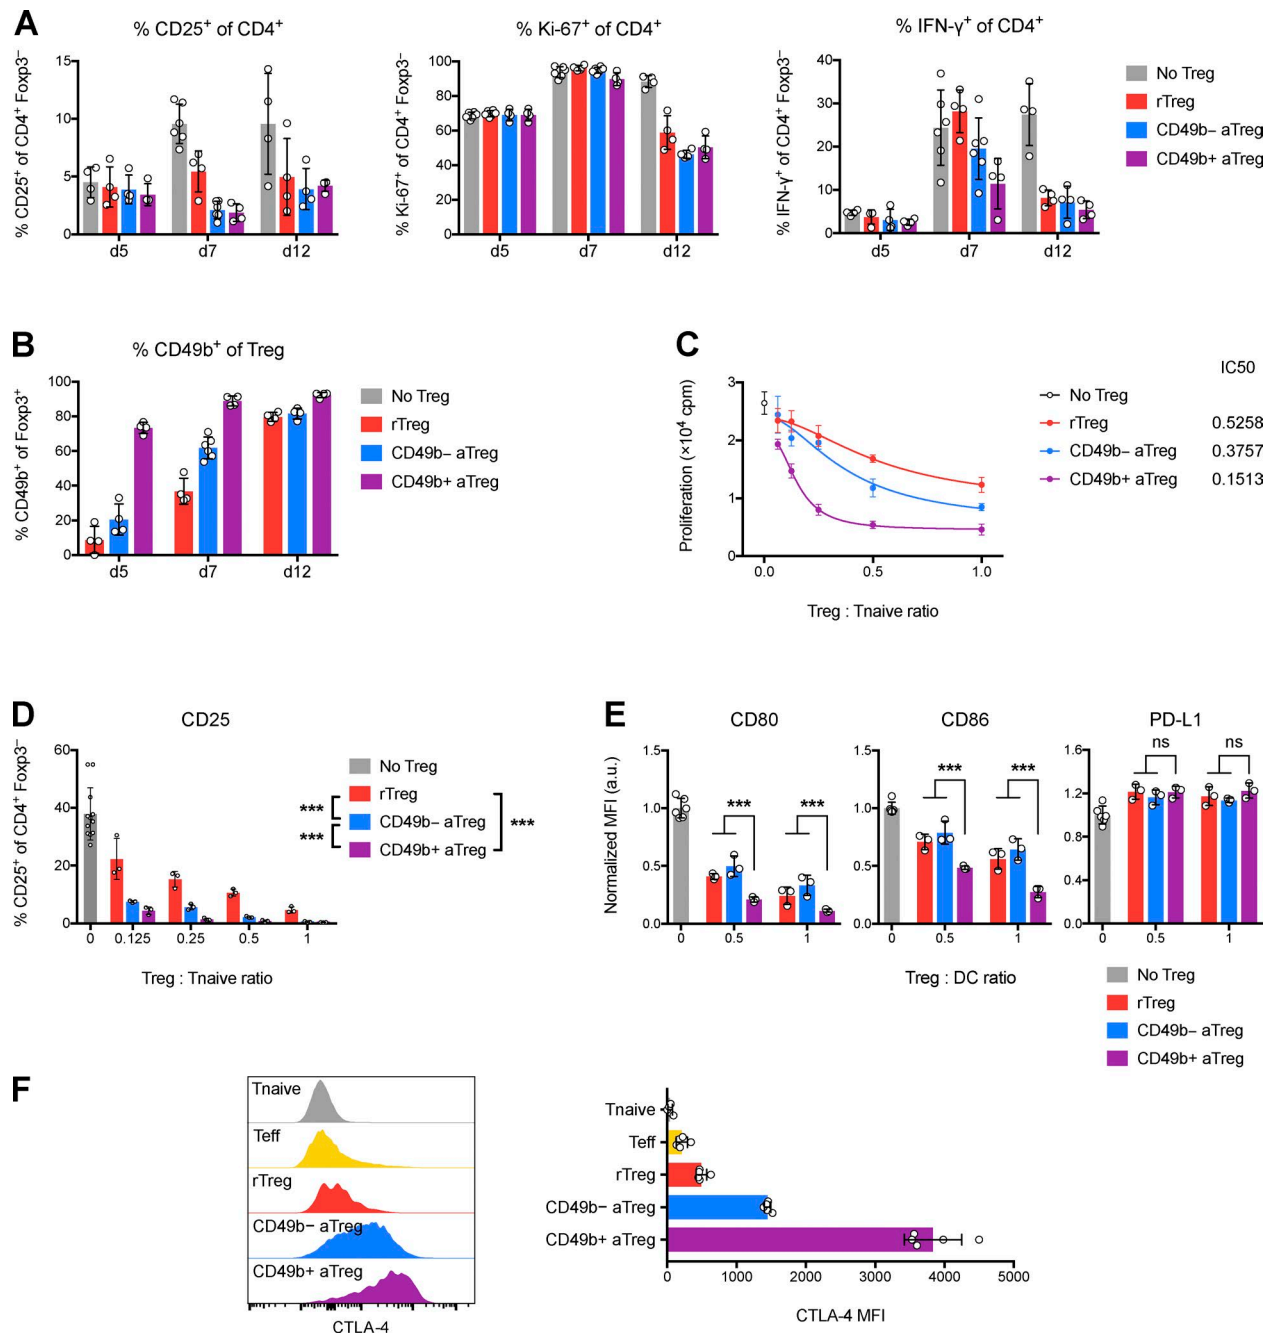 A
% CD25⁺ of CD4⁺
% CD25⁺ of CD4⁺ Foxp3⁻
15
10
5
0
d5
d7
d12
% Ki-67⁺ of CD4⁺
% Ki-67⁺ of CD4⁺ Foxp3⁻
100
80
60
40
20
0
d5
d7
d12
% IFN-γ⁺ of CD4⁺
% IFN-γ⁺ of CD4⁺ Foxp3⁻
40
30
20
10
0
d5
d7
d12
No Treg
rTreg
CD49b− aTreg
CD49b+ aTreg
B
% CD49b⁺ of Treg
% CD49b⁺ of Foxp3⁺
100
80
60
40
20
0
d5
d7
d12
No Treg
rTreg
CD49b− aTreg
CD49b+ aTreg
C
Proliferation (×10⁴ cpm)
3
2
1
0
0.0
0.5
1.0
Treg : Tnaive ratio
IC50
No Treg
rTreg 0.5258
CD49b− aTreg 0.3757
CD49b+ aTreg 0.1513
D
CD25
% CD25⁺ of CD4⁺ Foxp3⁻
60
40
20
0
0
0.125
0.25
0.5
1
Treg : Tnaive ratio
No Treg
rTreg
CD49b− aTreg
CD49b+ aTreg
***
***
***
E
CD80
Normalized MFI (a.u.)
1.5
1.0
0.5
0.0
***
***
0
0.5
1
CD86
1.5
1.0
0.5
0.0
***
***
0
0.5
1
Treg : DC ratio
PD-L1
1.6
1.2
0.8
0.4
0.0
ns
ns
0
0.5
1
No Treg
rTreg
CD49b− aTreg
CD49b+ aTreg
F
Tnaive
Teff
rTreg
CD49b− aTreg
CD49b+ aTreg
CTLA-4
Tnaive
Teff
rTreg
CD49b− aTreg
CD49b+ aTreg
0
1000
2000
3000
4000
5000
CTLA-4 MFI